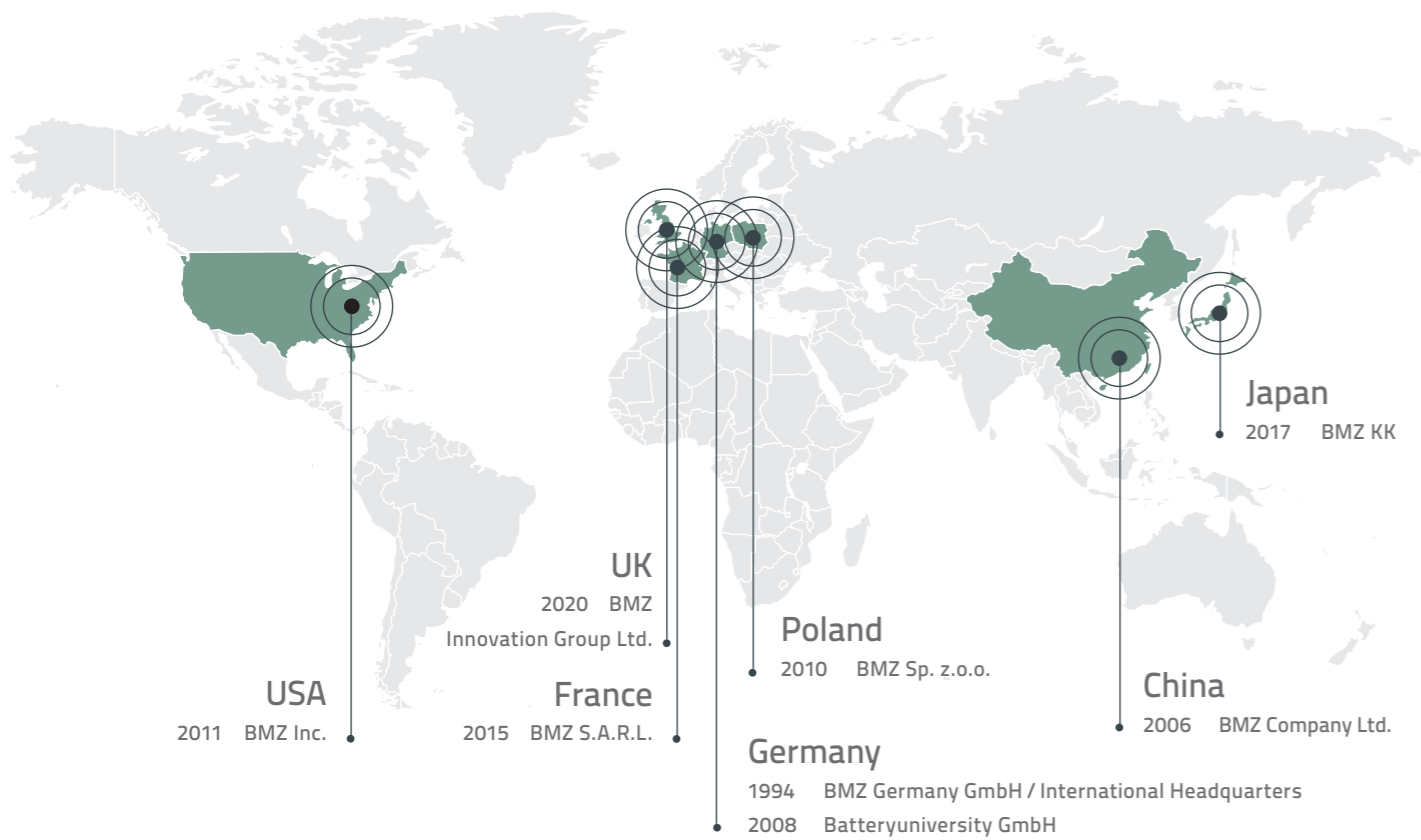 Japan
2017 BMZ KK
UK
2020 BMZ
Innovation Group Ltd.
Poland
2010 BMZ Sp. z.o.o.
USA
2011 BMZ Inc.
France
2015 BMZ S.A.R.L.
China
2006 BMZ Company Ltd.
Germany
1994 BMZ Germany GmbH / International Headquarters
2008 Batteryuniversity GmbH